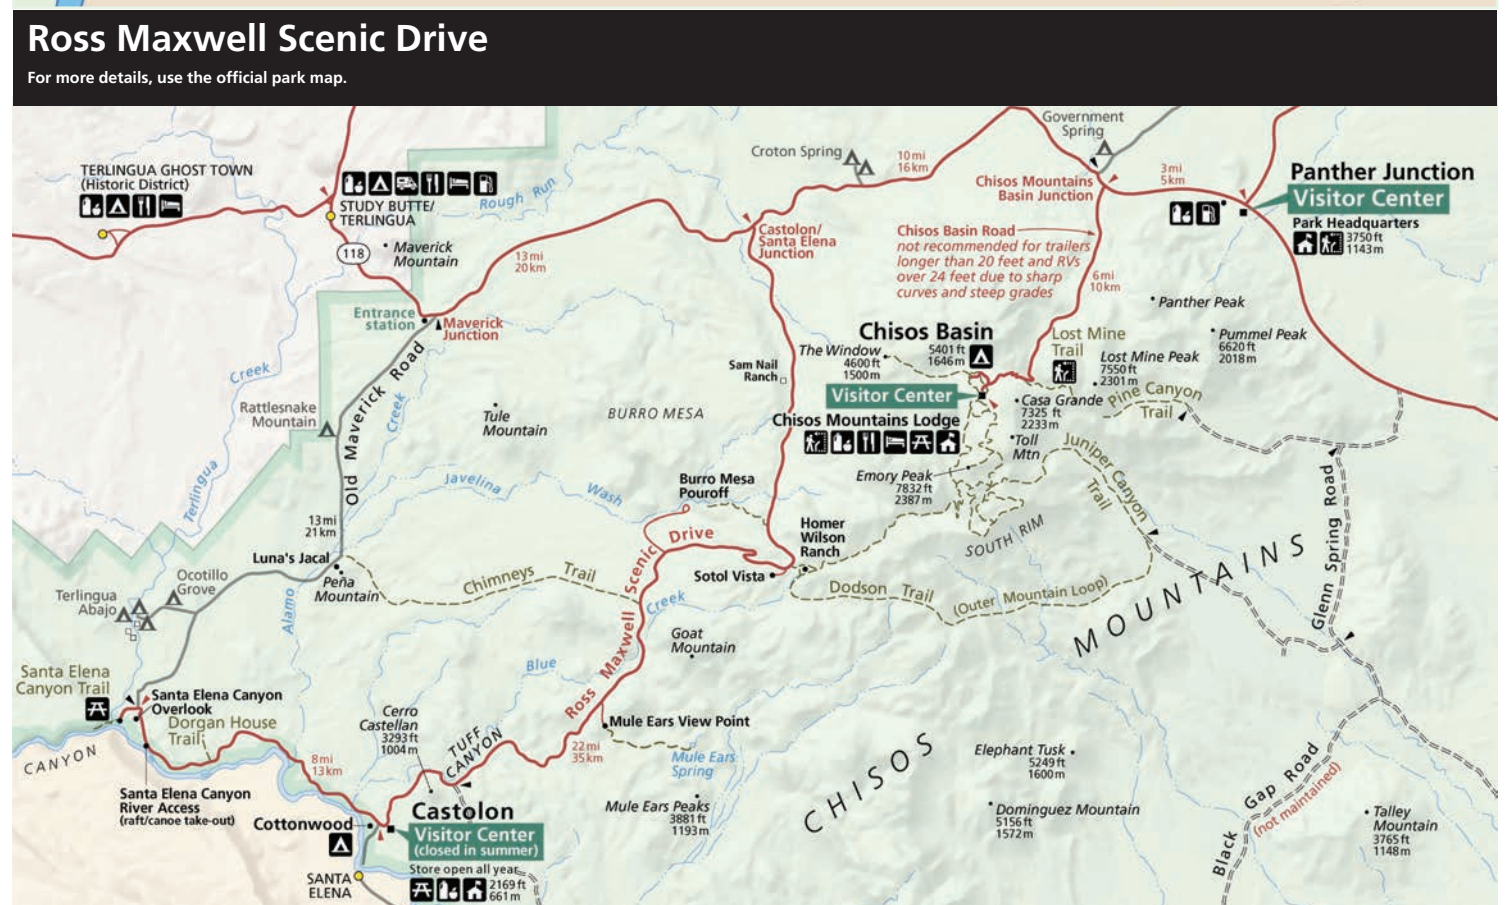 Ross Maxwell Scenic Drive
For more details, use the official park map.
Government
Spring
Croton Spring
10 mi
16 km
3 mi
5 km
Chisos Mountains
Basin Junction
Panther Junction
Visitor Center
Park Headquarters
3750 ft
1143 m
TERLINGUA GHOST TOWN
(Historic District)
STUDY BUTTE/
TERLINGUA
Rough Run
118
Maverick
Mountain
13 mi
20 km
Castolon/
Santa Elena
Junction
Chisos Basin Road
not recommended for trailers
longer than 20 feet and RVs
over 24 feet due to sharp
curves and steep grades
6 mi
10 km
Panther Peak
Pummel Peak
6620 ft
2018 m
Entrance
station
Maverick
Junction
Chisos Basin
5401 ft
1646 m
The Window
4600 ft
1500 m
Lost Mine
Trail
Lost Mine Peak
7550 ft
2301 m
Sam Nail
Ranch
Visitor Center
Casa Grande
7325 ft
2233 m
Pine Canyon
Trail
Chisos Mountains Lodge
Toll
Mtn
Creek
Old Maverick Road
Creek
Rattlesnake
Mountain
Tule
Mountain
BURRO MESA
Juniper Canyon
Trail
Emory Peak
7832 ft
2387 m
Terlingua
Javelina
Wash
Burro Mesa
Pouroff
13 mi
21 km
Homer
Wilson
Ranch
SOUTH RIM
Glenn Spring Road
Luna's Jacal
Peña
Mountain
Chimneys Trail
Ross Maxwell Scenic Drive
Sotol Vista
Dodson Trail
(Outer Mountain Loop)
Ocotillo
Grove
Terlingua
Abajo
Alamo
Creek
Blue
Goat
Mountain
CHISOS MOUNTAINS
Santa Elena
Canyon Trail
Santa Elena Canyon
Overlook
Dorgan House
Trail
CANYON
Cerro
Castellan
3293 ft
1004 m
TUFF
CANYON
Mule Ears View Point
22 mi
35 km
Mule Ears
Spring
8 mi
13 km
Elephant Tusk
5249 ft
1600 m
Santa Elena Canyon
River Access
(raft/canoe take-out)
Mule Ears Peaks
3881 ft
1193 m
Dominguez Mountain
5156 ft
1572 m
Black Gap Road
(not maintained)
Talley
Mountain
3765 ft
1148 m
Cottonwood
Castolon
Visitor Center
(closed in summer)
Store open all year
2169 ft
661 m
SANTA
ELENA